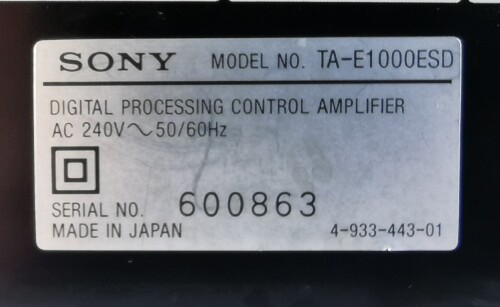 SONY MODEL NO. TA-E1000ESD
DIGITAL PROCESSING CONTROL AMPLIFIER
AC 240V～50/60Hz
SERIAL NO. 600863
MADE IN JAPAN 4-933-443-01